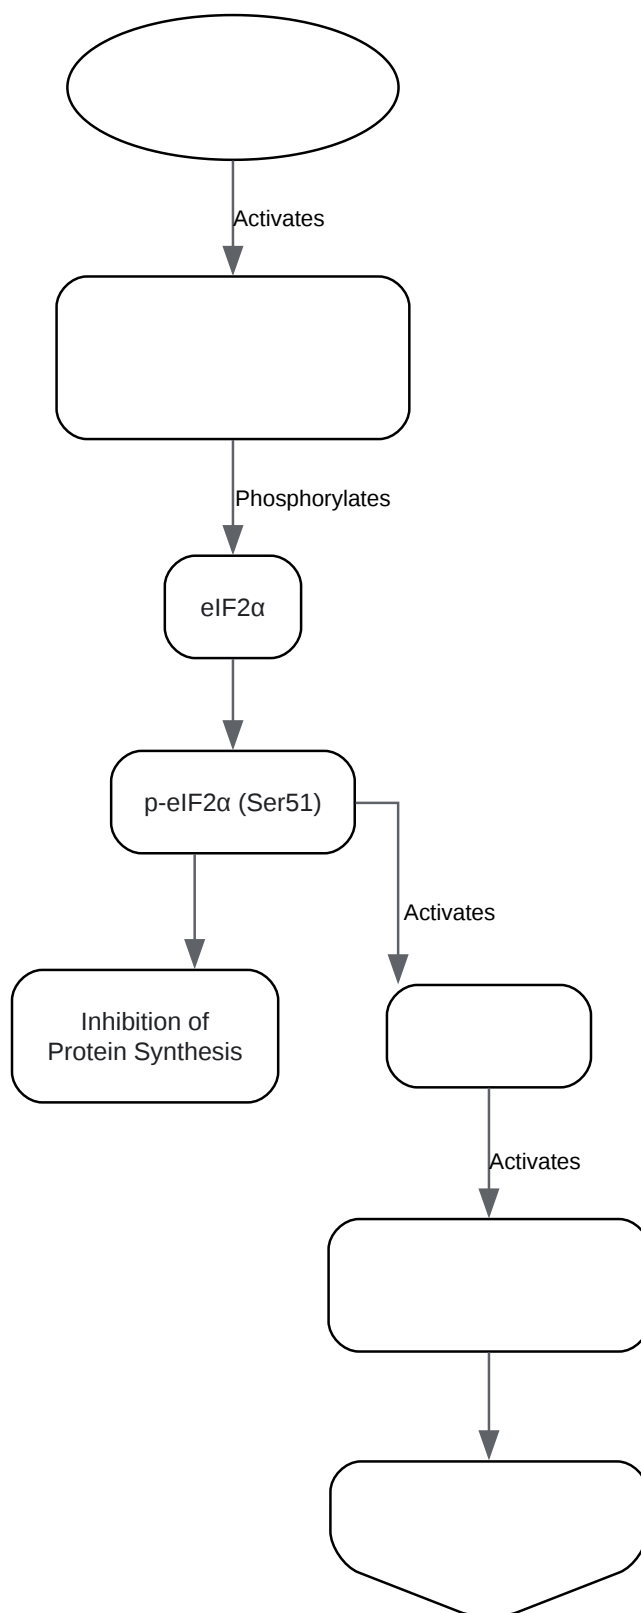 Activates
Phosphorylates
eIF2α
p-eIF2α (Ser51)
Activates
Inhibition of
Protein Synthesis
Activates